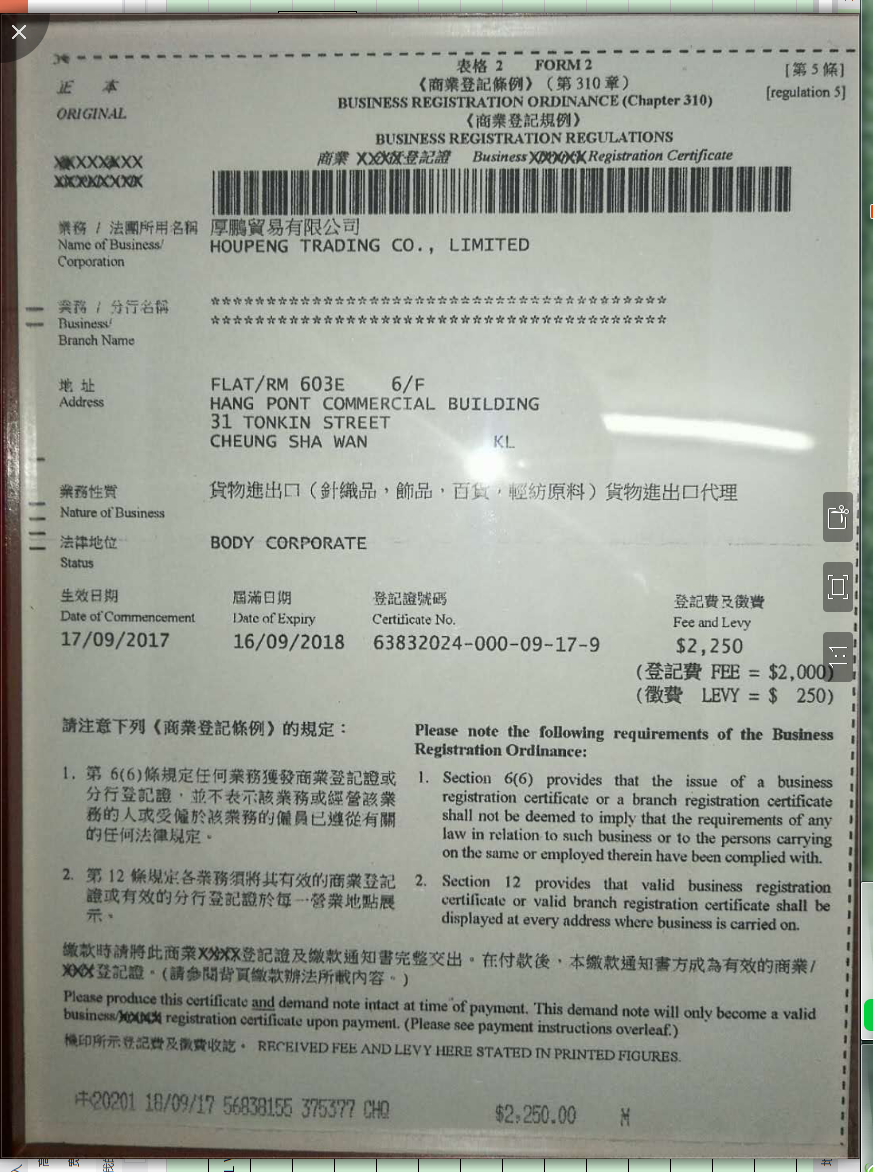 表格 2 FORM 2
[第 5 條]
《商業登記條例》（第 310 章）
[regulation 5]
正 本
ORIGINAL
BUSINESS REGISTRATION ORDINANCE (Chapter 310)
《商業登記規例》
BUSINESS REGISTRATION REGULATIONS
商業 登記證 Business Registration Certificate
業務 / 法團所用名稱 厚鵬貿易有限公司
Name of Business/ HOUPENG TRADING CO., LIMITED
Corporation
業務 / 分行名稱 ****************************************
Business/ ****************************************
Branch Name
地 址 FLAT/RM 603E 6/F
Address HANG PONT COMMERCIAL BUILDING
31 TONKIN STREET
CHEUNG SHA WAN KL
業務性質 貨物進出口（針織品，飾品，百貨，輕紡原料）貨物進出口代理
Nature of Business
法律地位 BODY CORPORATE
Status
生效日期 屆滿日期 登記證號碼 登記費及徵費
Date of Commencement Date of Expiry Certificate No. Fee and Levy
17/09/2017 16/09/2018 63832024-000-09-17-9 $2,250
(登記費 FEE = $2,000)
(徵費 LEVY = $ 250)
請注意下列《商業登記條例》的規定：
1. 第 6(6)條規定任何業務獲發商業登記證或
分行登記證，並不表示該業務或經營該業
務的人或受僱於該業務的僱員已遵從有關
的任何法律規定。
2. 第 12 條規定各業務須將其有效的商業登記
證或有效的分行登記證於每一營業地點展
示。
Please note the following requirements of the Business
Registration Ordinance:
1. Section 6(6) provides that the issue of a business
registration certificate or a branch registration certificate
shall not be deemed to imply that the requirements of any
law in relation to such business or to the persons carrying
on the same or employed therein have been complied with.
2. Section 12 provides that valid business registration
certificate or valid branch registration certificate shall be
displayed at every address where business is carried on.
繳款時請將此商業登記證及繳款通知書完整交出。在付款後，本繳款通知書方成為有效的商業/
登記證。(請參閱背頁繳款辦法所載內容。)
Please produce this certificate and demand note intact at time of payment. This demand note will only become a valid
business/ registration certificate upon payment. (Please see payment instructions overleaf.)
機印所示登記費及徵費收訖。 RECEIVED FEE AND LEVY HERE STATED IN PRINTED FIGURES.
20201 18/09/17 56838155 375377 CHQ $2,250.00 M
1:1